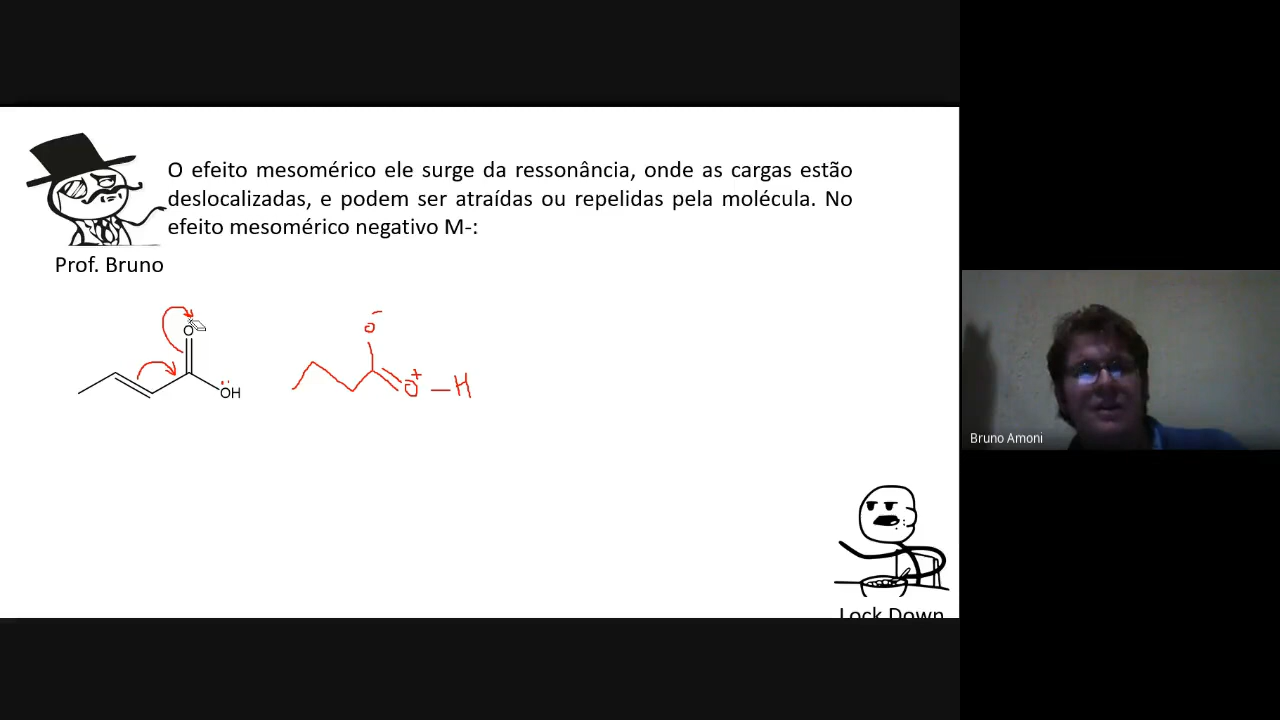 O efeito mesomérico ele surge da ressonância, onde as cargas estão
deslocalizadas, e podem ser atraídas ou repelidas pela molécula. No
efeito mesomérico negativo M-:
Prof. Bruno
O
OH
O-
O+ -H
Bruno Amoni
Lock Down